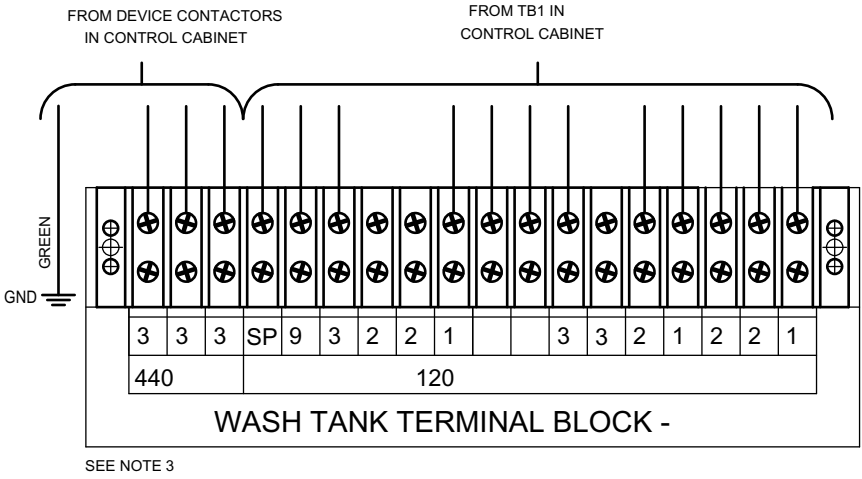 FROM DEVICE CONTACTORS
IN CONTROL CABINET
FROM TB1 IN
CONTROL CABINET
GREEN
GND
3 3 3 SP 9 3 2 2 1 3 3 2 1 2 2 1
440 120
WASH TANK TERMINAL BLOCK -
SEE NOTE 3